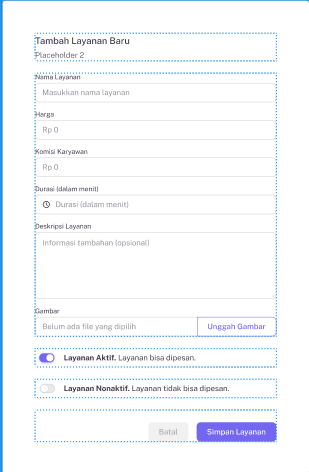 Tambah Layanan Baru
Placeholder 2
Nama Layanan
Masukkan nama layanan
Harga
Rp 0
Komisi Karyawan
Rp 0
Durasi (dalam menit)
Durasi (dalam menit)
Deskripsi Layanan
Informasi tambahan (opsional)
Gambar
Belum ada file yang dipilih
Unggah Gambar
Layanan Aktif. Layanan bisa dipesan.
Layanan Nonaktif. Layanan tidak bisa dipesan.
Batal
Simpan Layanan